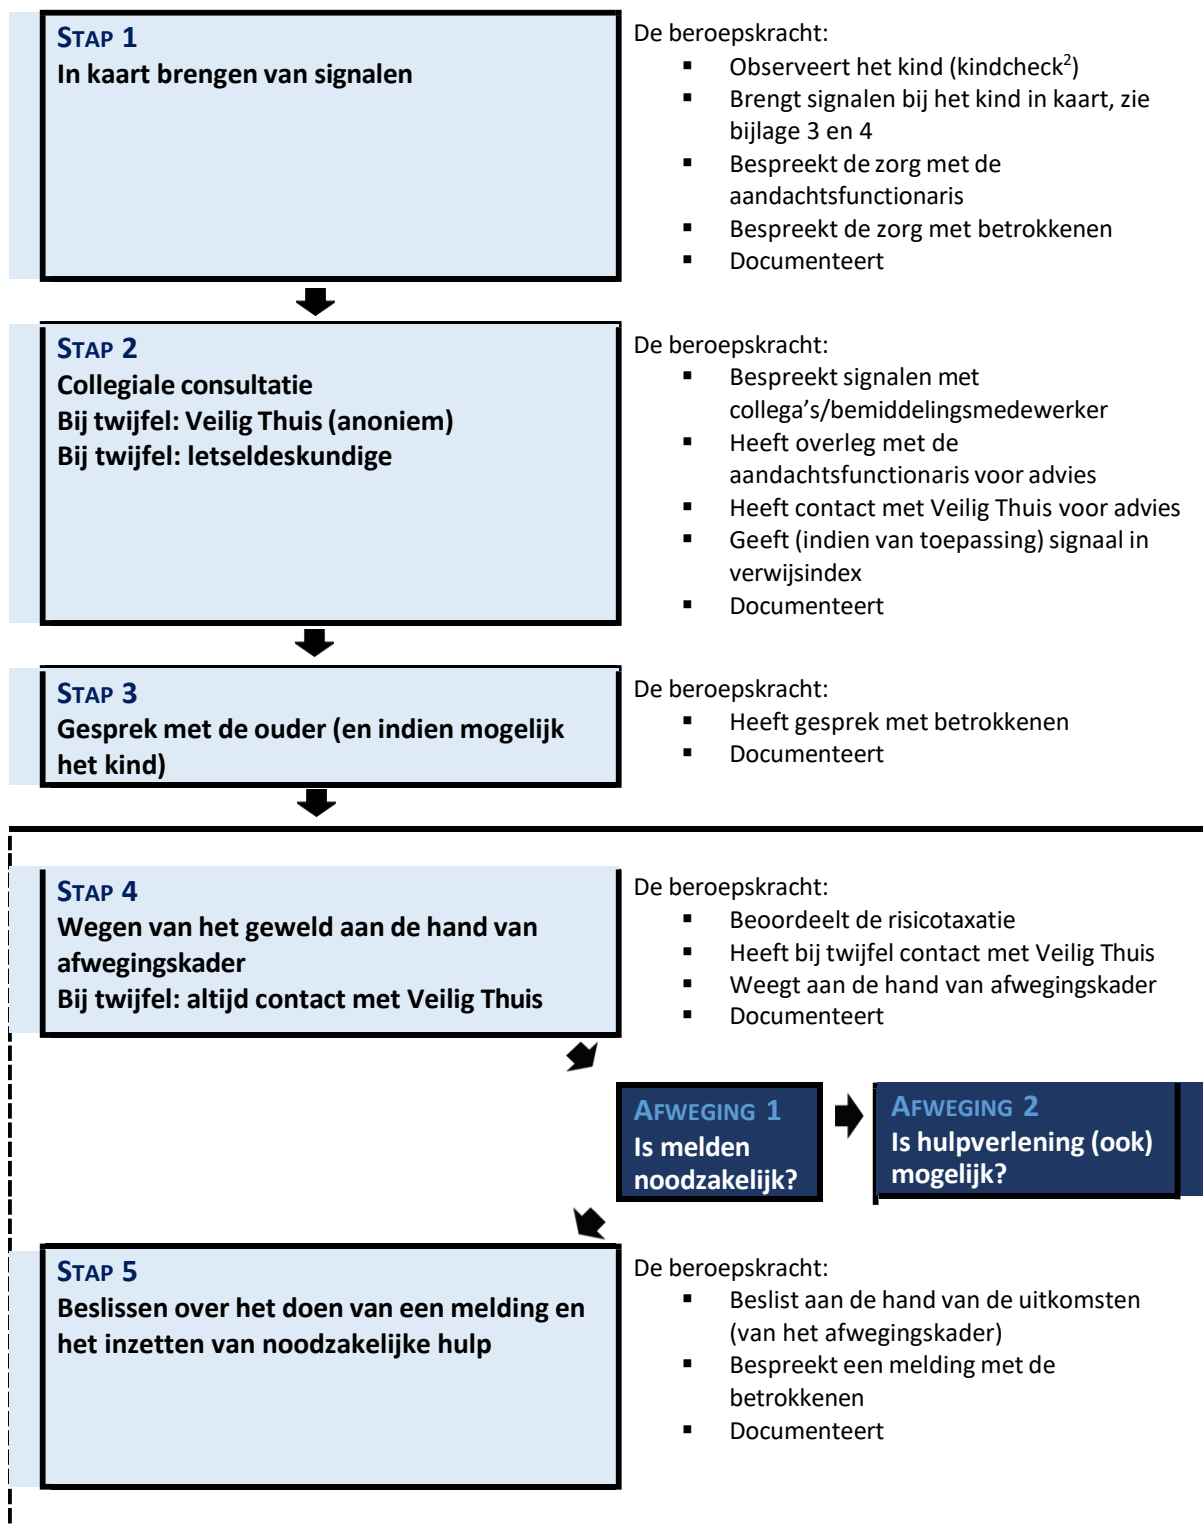 STAP 1
In kaart brengen van signalen
De beroepskracht:
▪ Observeert het kind (kindcheck²)
▪ Brengt signalen bij het kind in kaart, zie
bijlage 3 en 4
▪ Bespreekt de zorg met de
aandachtsfunctionaris
▪ Bespreekt de zorg met betrokkenen
▪ Documenteert
STAP 2
Collegiale consultatie
Bij twijfel: Veilig Thuis (anoniem)
Bij twijfel: letseldeskundige
De beroepskracht:
▪ Bespreekt signalen met
collega’s/bemiddelingsmedewerker
▪ Heeft overleg met de
aandachtsfunctionaris voor advies
▪ Heeft contact met Veilig Thuis voor advies
▪ Geeft (indien van toepassing) signaal in
verwijsindex
▪ Documenteert
STAP 3
Gesprek met de ouder (en indien mogelijk
het kind)
De beroepskracht:
▪ Heeft gesprek met betrokkenen
▪ Documenteert
STAP 4
Wegen van het geweld aan de hand van
afwegingskader
Bij twijfel: altijd contact met Veilig Thuis
De beroepskracht:
▪ Beoordeelt de risicotaxatie
▪ Heeft bij twijfel contact met Veilig Thuis
▪ Weegt aan de hand van afwegingskader
▪ Documenteert
AFWEGING 1
Is melden
noodzakelijk?
AFWEGING 2
Is hulpverlening (ook)
mogelijk?
STAP 5
Beslissen over het doen van een melding en
het inzetten van noodzakelijke hulp
De beroepskracht:
▪ Beslist aan de hand van de uitkomsten
(van het afwegingskader)
▪ Bespreekt een melding met de
betrokkenen
▪ Documenteert